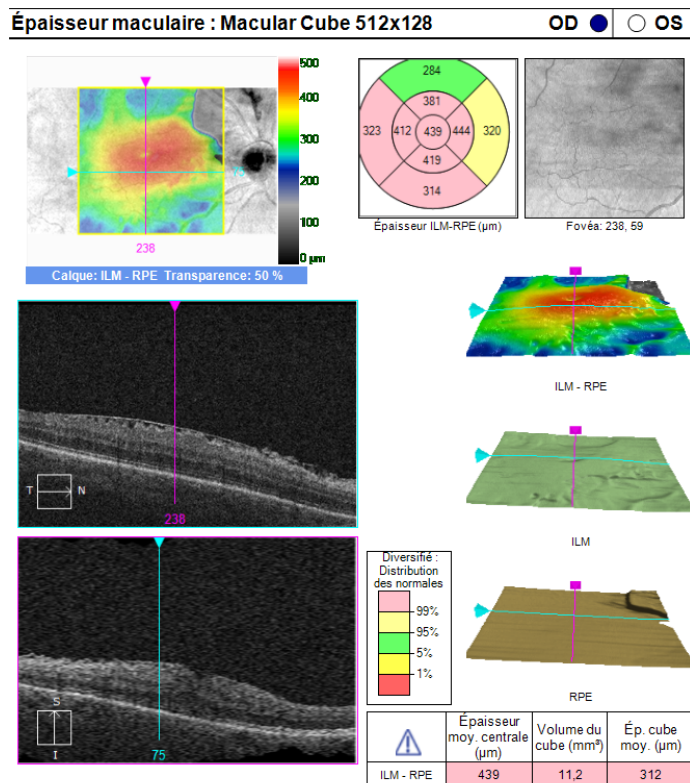 Épaisseur maculaire : Macular Cube 512x128
OD OS
500
400
300
200
100
0 µm
238
Calque: ILM - RPE Transparence: 50 %
284
381
323 412 439 444 320
419
314
Épaisseur ILM-RPE (µm)
Fovéa: 238, 59
ILM - RPE
T N
238
ILM
Diversifié :
Distribution
des normales
99%
95%
5%
1%
S
I
75
RPE
Épaisseur moy. centrale (µm)
Volume du cube (mm³)
Ép. cube moy. (µm)
ILM - RPE 439 11,2 312